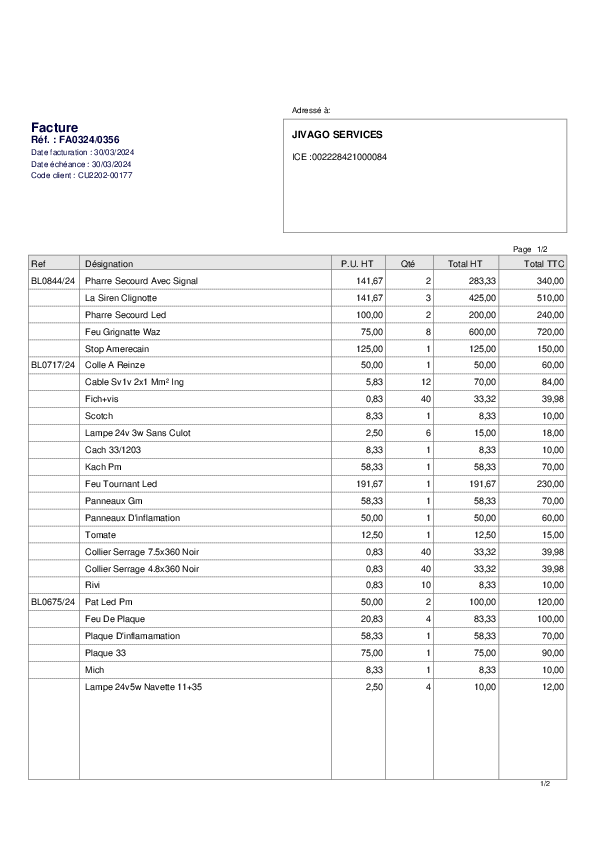 Adressé à:
Facture
Réf. : FA0324/0356
Date facturation : 30/03/2024
Date échéance : 30/03/2024
Code client : CU2202-00177
JIVAGO SERVICES
ICE :002228421000084
Page 1/2
Ref Désignation P.U. HT Qté Total HT Total TTC
BL0844/24 Pharre Secourd Avec Signal 141,67 2 283,33 340,00
La Siren Clignotte 141,67 3 425,00 510,00
Pharre Secourd Led 100,00 2 200,00 240,00
Feu Grignatte Waz 75,00 8 600,00 720,00
Stop Amerecain 125,00 1 125,00 150,00
BL0717/24 Colle A Reinze 50,00 1 50,00 60,00
Cable Sv1v 2x1 Mm² Ing 5,83 12 70,00 84,00
Fich+vis 0,83 40 33,32 39,98
Scotch 8,33 1 8,33 10,00
Lampe 24v 3w Sans Culot 2,50 6 15,00 18,00
Cach 33/1203 8,33 1 8,33 10,00
Kach Pm 58,33 1 58,33 70,00
Feu Tournant Led 191,67 1 191,67 230,00
Panneaux Gm 58,33 1 58,33 70,00
Panneaux D'inflamation 50,00 1 50,00 60,00
Tomate 12,50 1 12,50 15,00
Collier Serrage 7.5x360 Noir 0,83 40 33,32 39,98
Collier Serrage 4.8x360 Noir 0,83 40 33,32 39,98
Rivi 0,83 10 8,33 10,00
BL0675/24 Pat Led Pm 50,00 2 100,00 120,00
Feu De Plaque 20,83 4 83,33 100,00
Plaque D'inflamamation 58,33 1 58,33 70,00
Plaque 33 75,00 1 75,00 90,00
Mich 8,33 1 8,33 10,00
Lampe 24v5w Navette 11+35 2,50 4 10,00 12,00
1/2